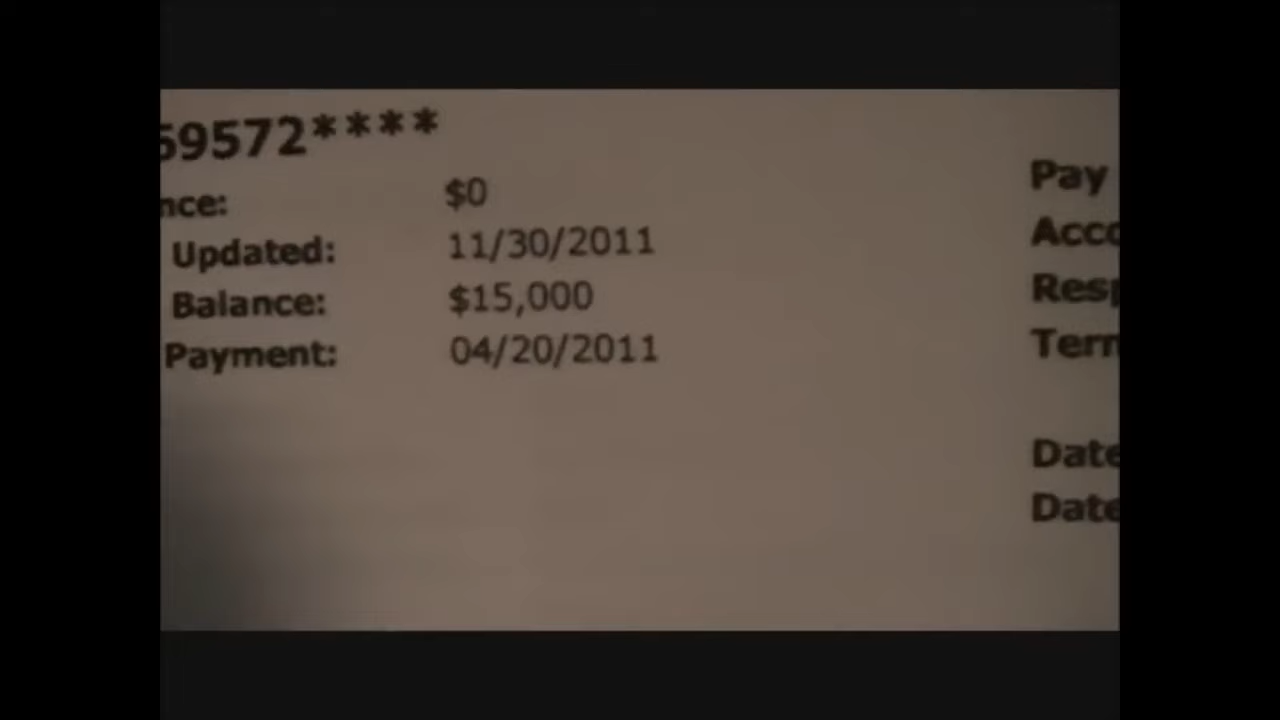 59572****
nce: $0
Updated: 11/30/2011
Balance: $15,000
Payment: 04/20/2011
Pay
Acco
Resp
Term
Date
Date